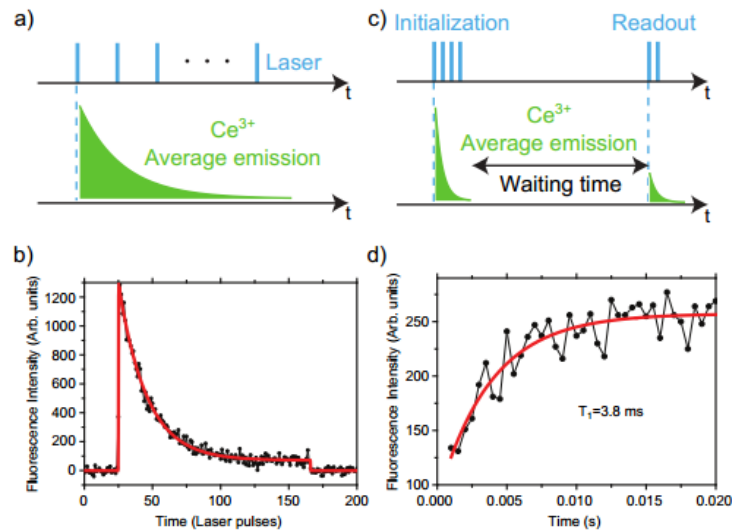 a)
Laser
t
Ce³⁺
Average emission
t
c)
Initialization
Readout
t
Ce³⁺
Average emission
Waiting time
t
b)
Fluorescence Intensity (Arb. units)
1200
1000
800
600
400
200
0
0
50
100
150
200
Time (Laser pulses)
d)
Fluorescence Intensity (Arb. units)
250
200
150
100
T₁=3.8 ms
0.000
0.005
0.010
0.015
0.020
Time (s)